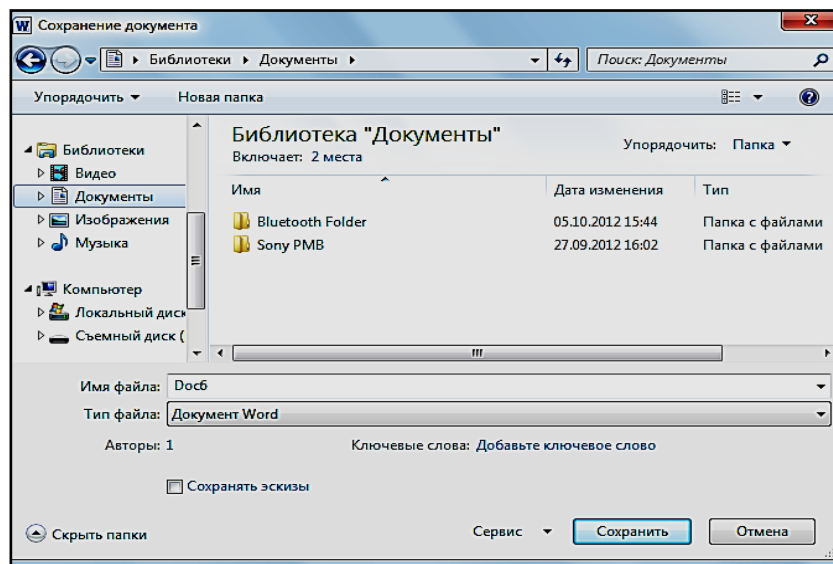 Сохранение документа
Библиотеки Документы
Поиск: Документы
Упорядочить Новая папка
Библиотеки
Видео
Документы
Изображения
Музыка
Компьютер
Локальный диск
Съемный диск (
Библиотека "Документы"
Включает: 2 места
Упорядочить: Папка
Имя Дата изменения Тип
Bluetooth Folder 05.10.2012 15:44 Папка с файлами
Sony PMB 27.09.2012 16:02 Папка с файлами
Имя файла: Doc6
Тип файла: Документ Word
Авторы: 1 Ключевые слова: Добавьте ключевое слово
Сохранять эскизы
Скрыть папки Сервис Сохранить Отмена